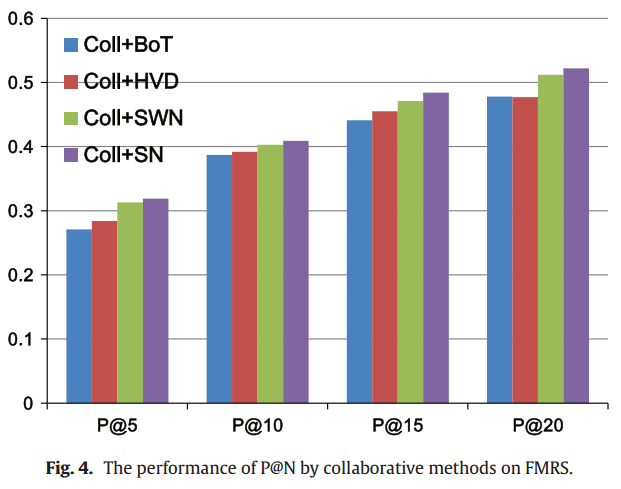 0.6
0.5
0.4
0.3
0.2
0.1
0
Coll+BoT
Coll+HVD
Coll+SWN
Coll+SN
P@5 P@10 P@15 P@20
Fig. 4. The performance of P@N by collaborative methods on FMRS.